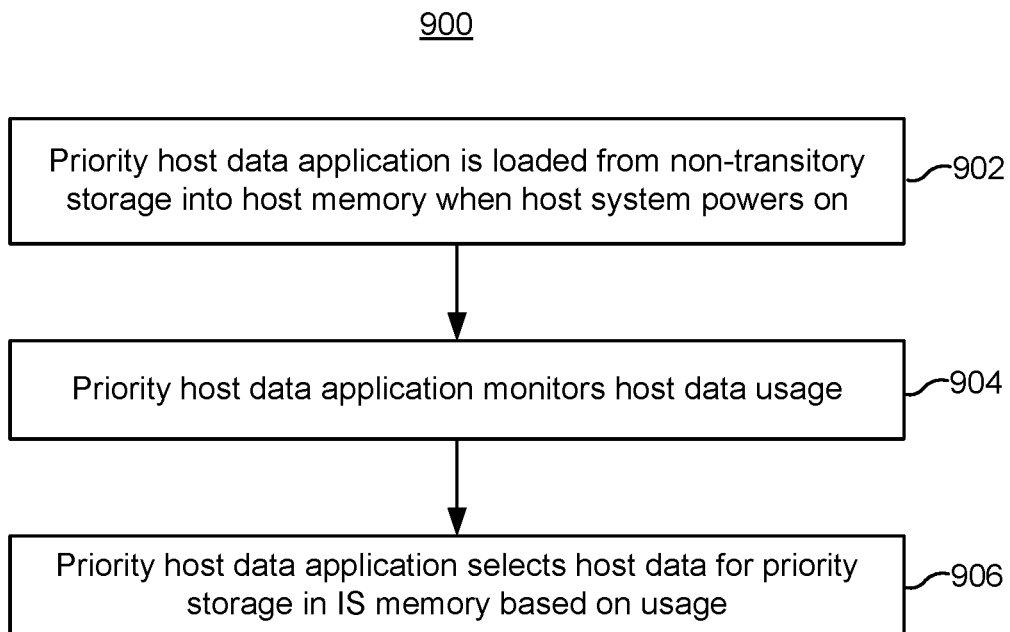 900
Priority host data application is loaded from non-transitory
storage into host memory when host system powers on
902
Priority host data application monitors host data usage
904
Priority host data application selects host data for priority
storage in IS memory based on usage
906